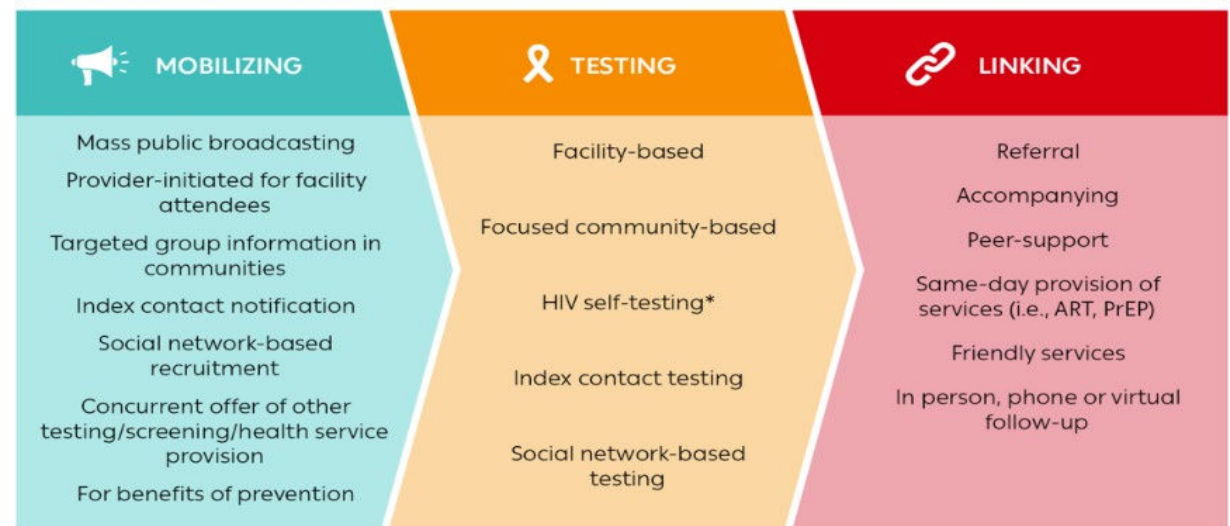 MOBILIZING
Mass public broadcasting
Provider-initiated for facility
attendees
Targeted group information in
communities
Index contact notification
Social network-based
recruitment
Concurrent offer of other
testing/screening/health service
provision
For benefits of prevention
TESTING
Facility-based
Focused community-based
HIV self-testing*
Index contact testing
Social network-based
testing
LINKING
Referral
Accompanying
Peer-support
Same-day provision of
services (i.e., ART, PrEP)
Friendly services
In person, phone or virtual
follow-up